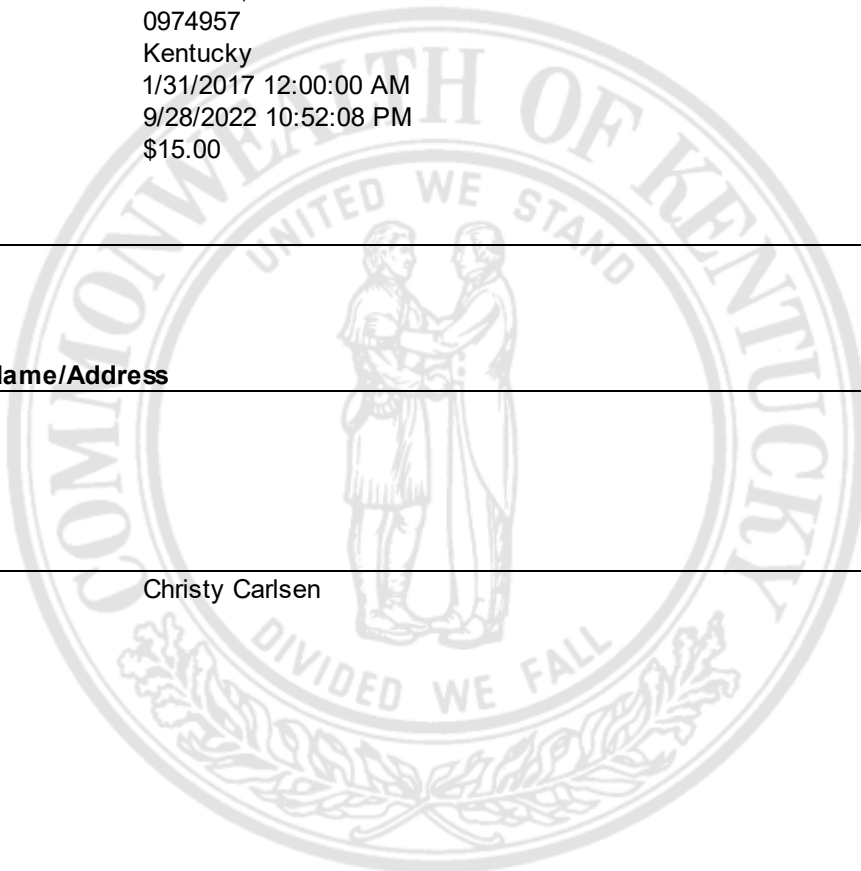 0974957
Kentucky
1/31/2017 12:00:00 AM
9/28/2022 10:52:08 PM
$15.00
COMMONWEALTH OF KENTUCKY
UNITED WE STAND
Name/Address
Christy Carlsen
DIVIDED WE FALL